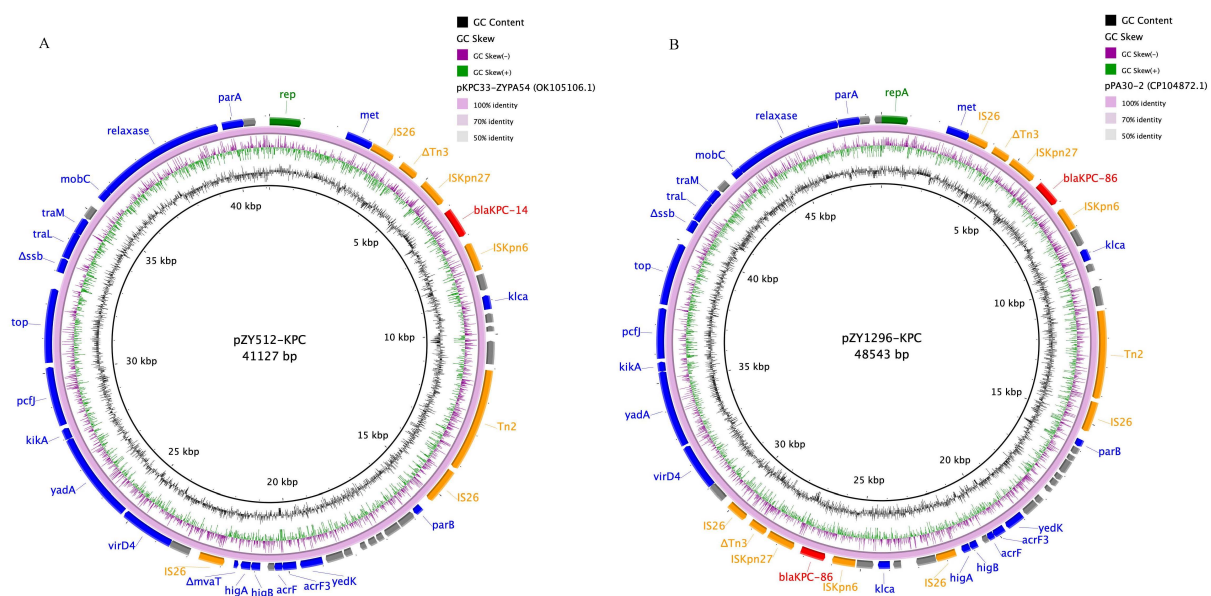 A
GC Content
GC Skew
GC Skew(-)
GC Skew(+)
pKPC33-ZYPA54 (OK105106.1)
100% identity
70% identity
50% identity
rep
met
IS26
ΔTn3
ISKpn27
blaKPC-14
ISKpn6
klca
Tn2
IS26
parB
yedK
acrF3
acrF
higB
higA
ΔmvaT
IS26
virD4
yadA
kikA
pcfJ
top
Δssb
traL
traM
mobC
relaxase
parA
5 kbp
10 kbp
15 kbp
20 kbp
25 kbp
30 kbp
35 kbp
40 kbp
pZY512-KPC
41127 bp
B
GC Content
GC Skew
GC Skew(-)
GC Skew(+)
pPA30-2 (CP104872.1)
100% identity
70% identity
50% identity
repA
met
IS26
ΔTn3
ISKpn27
blaKPC-86
ISKpn6
klca
Tn2
IS26
parB
yedK
acrF3
acrF
higB
higA
IS26
klca
ISKpn6
blaKPC-86
ISKpn27
ΔTn3
IS26
virD4
yadA
kikA
pcfJ
top
Δssb
traL
traM
mobC
relaxase
parA
5 kbp
10 kbp
15 kbp
20 kbp
25 kbp
30 kbp
35 kbp
40 kbp
45 kbp
pZY1296-KPC
48543 bp